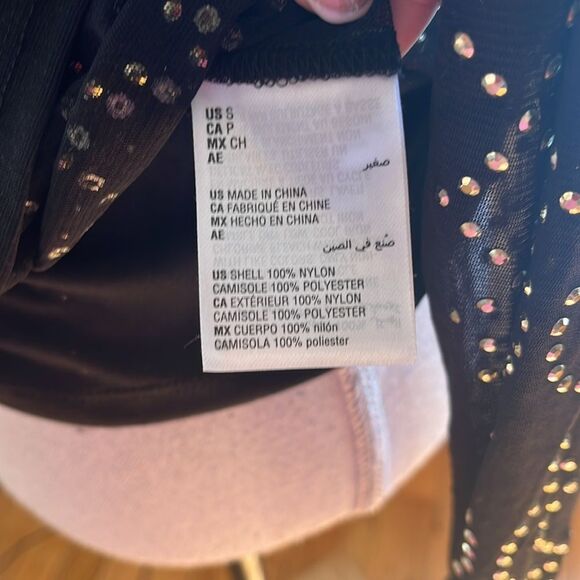 US S
CA P
MX CH
AE صغير
US MADE IN CHINA
CA FABRIQUÉ EN CHINE
MX HECHO EN CHINA
AE صنع في الصين
US SHELL 100% NYLON
CAMISOLE 100% POLYESTER
CA EXTÉRIEUR 100% NYLON
CAMISOLE 100% POLYESTER
MX CUERPO 100% nilón
CAMISOLA 100% poliester